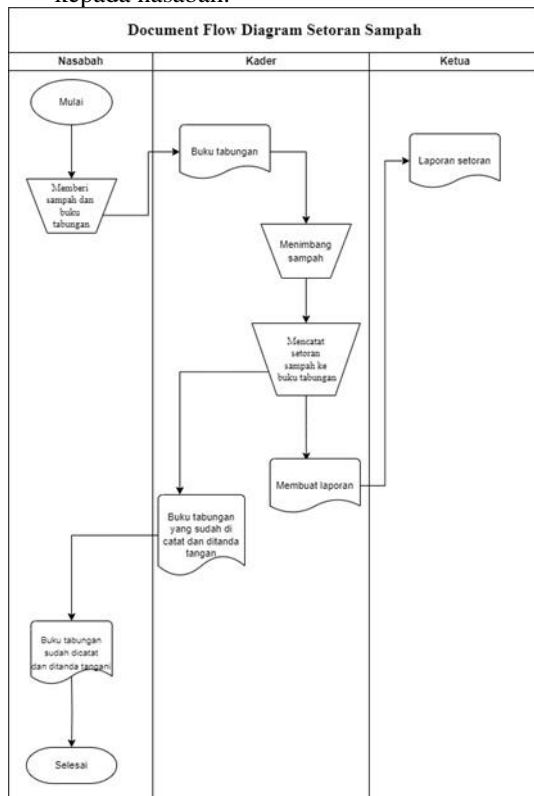 kepada nasabah.
Document Flow Diagram Setoran Sampah
Nasabah
Kader
Ketua
Mulai
Memberi
sampah dan
buku
tabungan
Buku tabungan
Menimbang
sampah
Mencatat
setoran
sampah ke
buku tabungan
Membuat laporan
Laporan setoran
Buku tabungan
yang sudah di
catat dan ditanda
tangan
Buku tabungan
sudah dicatat
dan ditanda tangani
Selesai